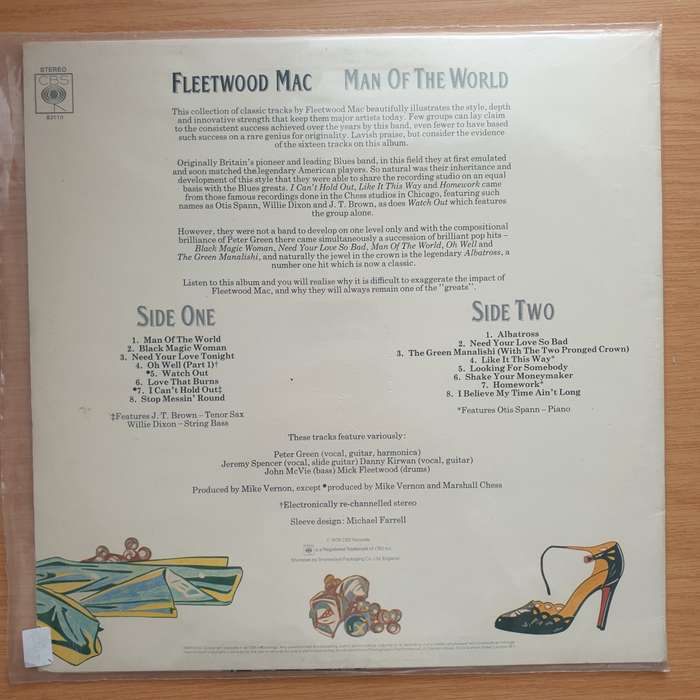 STEREO
CBS
83110
FLEETWOOD MAC MAN OF THE WORLD
This collection of classic tracks by Fleetwood Mac beautifully illustrates the style, depth
and innovative strength that keep them major artists today. Few groups can lay claim
to the consistent success achieved over the years by this band, even fewer to have based
such success on a rare genius for originality. Lavish praise, but consider the evidence
of the sixteen tracks on this album.
Originally Britain's pioneer and leading Blues band, in this field they at first emulated
and soon matched the legendary American players. So natural was their inheritance and
development of this style that they were able to share the recording studio on an equal
basis with the Blues greats. I Can't Hold Out, Like It This Way and Homework came
from those famous recordings done in the Chess studios in Chicago, featuring such
names as Otis Spann, Willie Dixon and J. T. Brown, as does Watch Out which features
the group alone.
However, they were not a band to develop on one level only and with the compositional
brilliance of Peter Green there came simultaneously a succession of brilliant pop hits –
Black Magic Woman, Need Your Love So Bad, Man Of The World, Oh Well and
The Green Manalishi, and naturally the jewel in the crown is the legendary Albatross, a
number one hit which is now a classic.
Listen to this album and you will realise why it is difficult to exaggerate the impact of
Fleetwood Mac, and why they will always remain one of the "greats".
SIDE ONE
1. Man Of The World
2. Black Magic Woman
3. Need Your Love Tonight
4. Oh Well (Part 1)†
*5. Watch Out
6. Love That Burns
*7. I Can't Hold Out‡
8. Stop Messin' Round
‡Features J. T. Brown – Tenor Sax
Willie Dixon – String Bass
SIDE TWO
1. Albatross
2. Need Your Love So Bad
3. The Green Manalishi (With The Two Pronged Crown)
4. Like It This Way*
5. Looking For Somebody
6. Shake Your Moneymaker
7. Homework*
8. I Believe My Time Ain't Long
*Features Otis Spann – Piano
These tracks feature variously:
Peter Green (vocal, guitar, harmonica)
Jeremy Spencer (vocal, slide guitar) Danny Kirwan (vocal, guitar)
John McVie (bass) Mick Fleetwood (drums)
Produced by Mike Vernon, except *produced by Mike Vernon and Marshall Chess
†Electronically re-channelled stereo
Sleeve design: Michael Farrell
℗ 1978 CBS Records
is a Registered Trademark of CBS Inc.